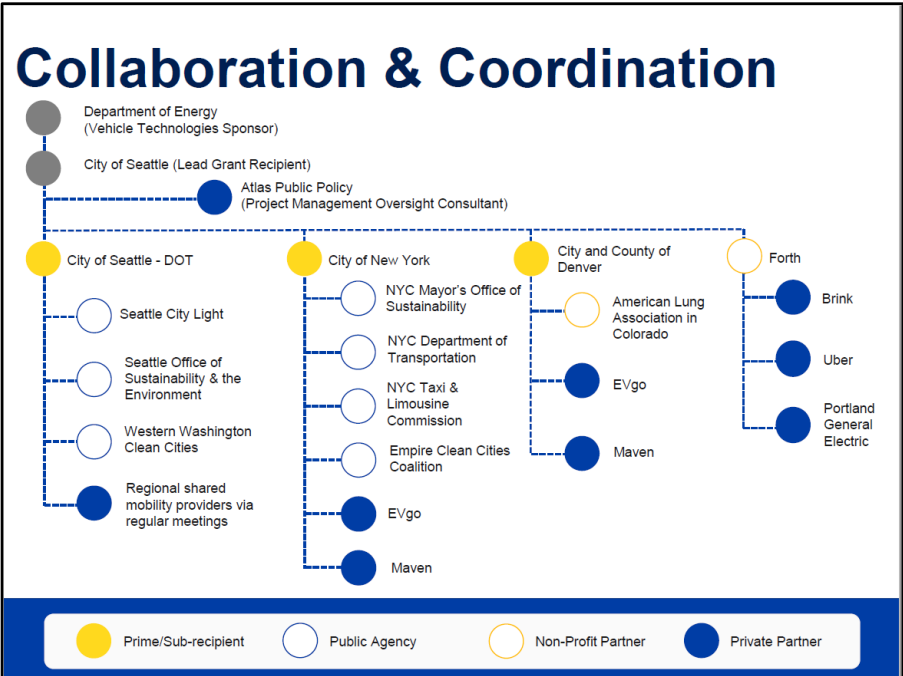 Collaboration & Coordination
Department of Energy
(Vehicle Technologies Sponsor)
City of Seattle (Lead Grant Recipient)
Atlas Public Policy
(Project Management Oversight Consultant)
City of Seattle - DOT
Seattle City Light
Seattle Office of
Sustainability & the
Environment
Western Washington
Clean Cities
Regional shared
mobility providers via
regular meetings
City of New York
NYC Mayor's Office of
Sustainability
NYC Department of
Transportation
NYC Taxi &
Limousine
Commission
Empire Clean Cities
Coalition
EVgo
Maven
City and County of
Denver
American Lung
Association in
Colorado
EVgo
Maven
Forth
Brink
Uber
Portland
General
Electric
Prime/Sub-recipient
Public Agency
Non-Profit Partner
Private Partner